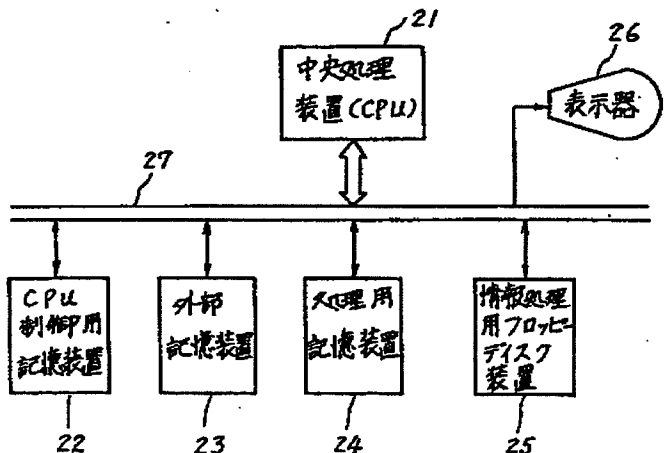 21
中央処理
装置(CPU)
26
表示器
27
CPU
制御用
記憶装置
22
外部
記憶装置
23
処理用
記憶装置
24
情報処理
用フロッピー
ディスク
装置
25